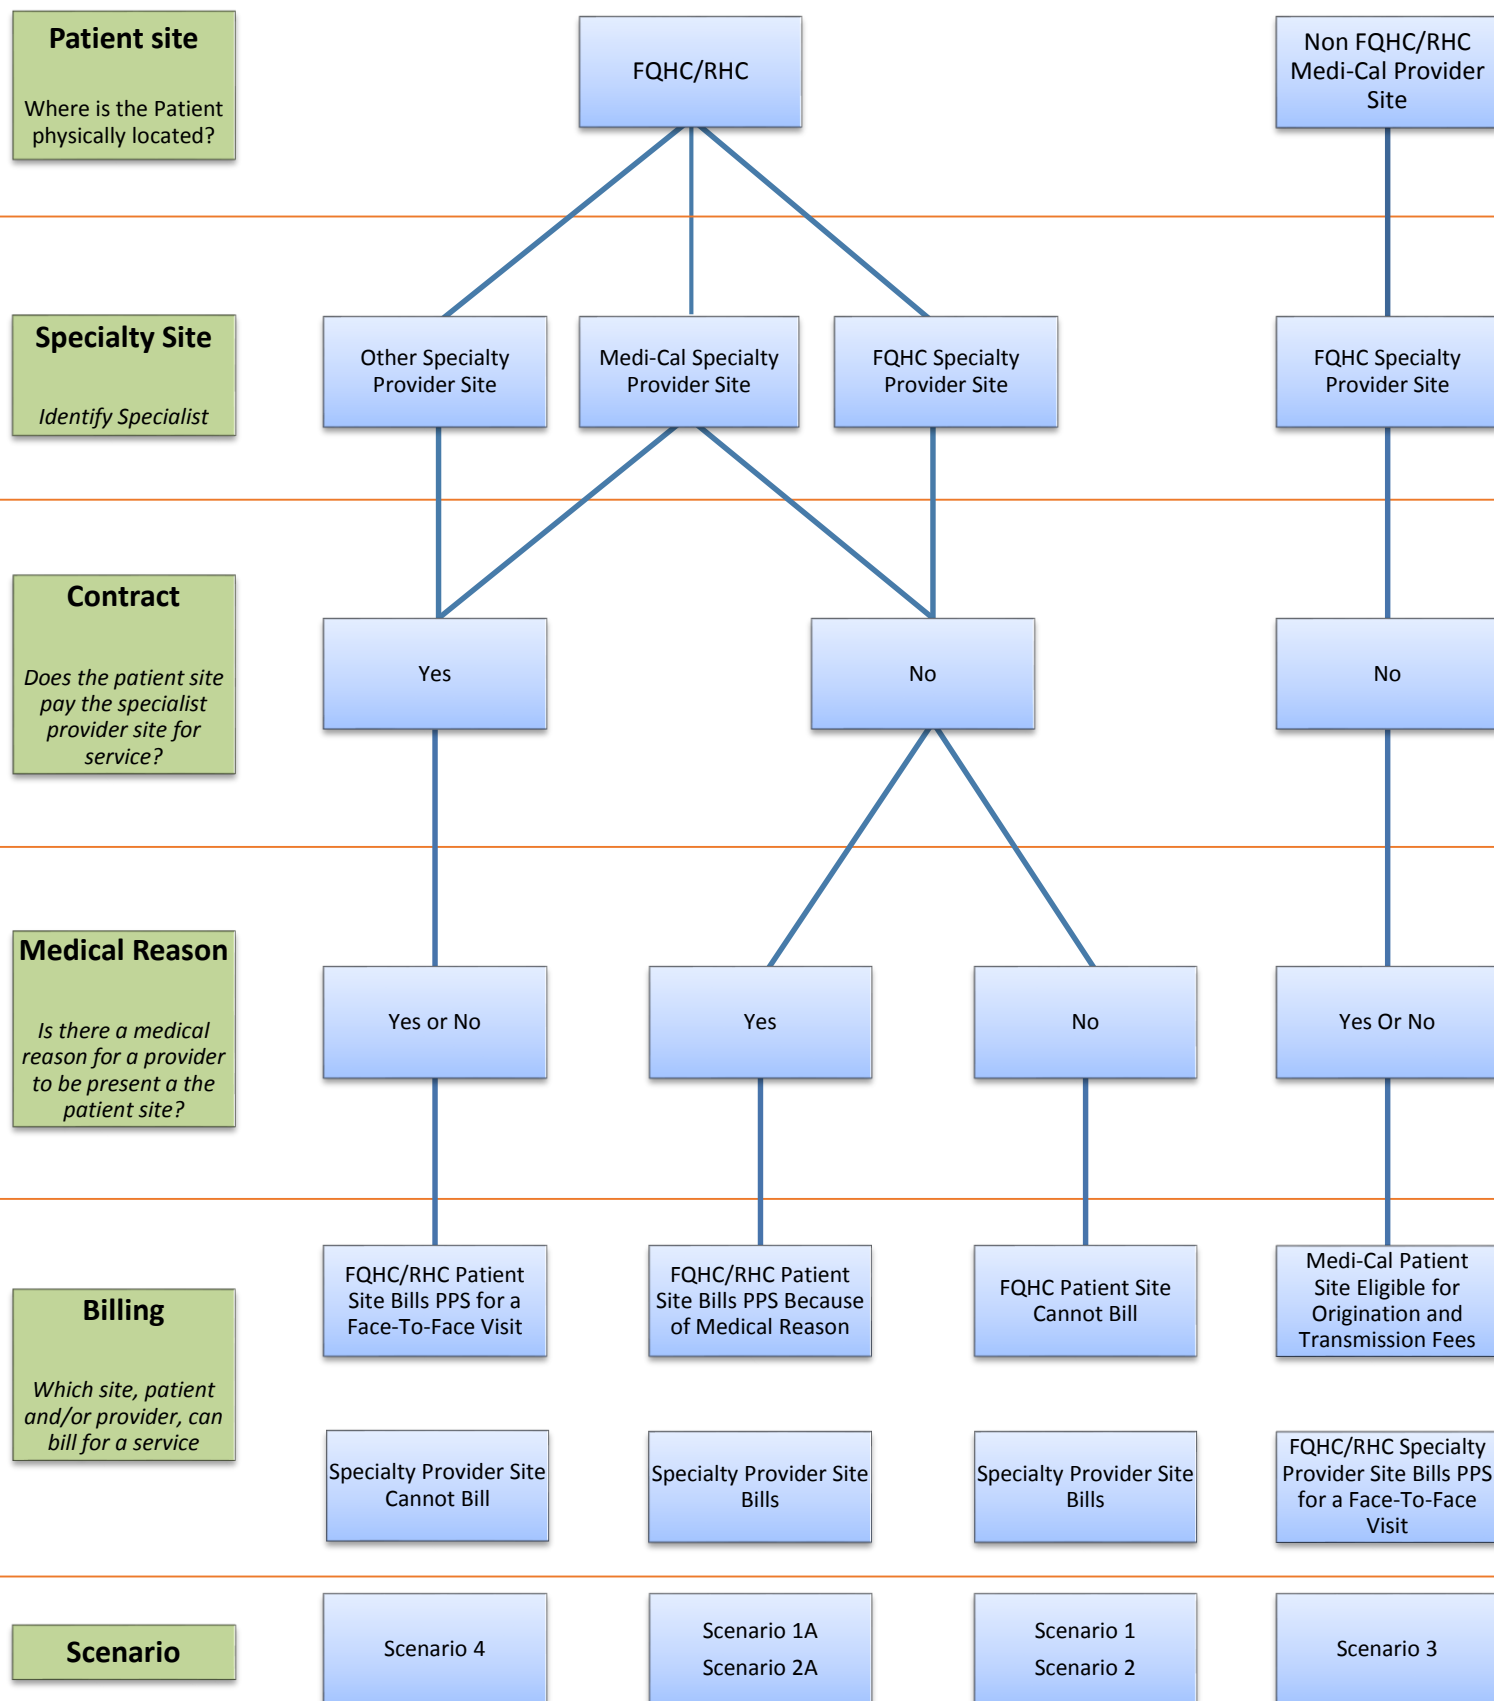 Patient site
Where is the Patient
physically located?
FQHC/RHC
Non FQHC/RHC
Medi-Cal Provider
Site
Specialty Site
Identify Specialist
Other Specialty
Provider Site
Medi-Cal Specialty
Provider Site
FQHC Specialty
Provider Site
FQHC Specialty
Provider Site
Contract
Does the patient site
pay the specialist
provider site for
service?
Yes
No
No
Medical Reason
Is there a medical
reason for a provider
to be present a the
patient site?
Yes or No
Yes
No
Yes Or No
Billing
Which site, patient
and/or provider, can
bill for a service
FQHC/RHC Patient
Site Bills PPS for a
Face-To-Face Visit
FQHC/RHC Patient
Site Bills PPS Because
of Medical Reason
FQHC Patient Site
Cannot Bill
Medi-Cal Patient
Site Eligible for
Origination and
Transmission Fees
Specialty Provider Site
Cannot Bill
Specialty Provider Site
Bills
Specialty Provider Site
Bills
FQHC/RHC Specialty
Provider Site Bills PPS
for a Face-To-Face
Visit
Scenario
Scenario 4
Scenario 1A
Scenario 2A
Scenario 1
Scenario 2
Scenario 3